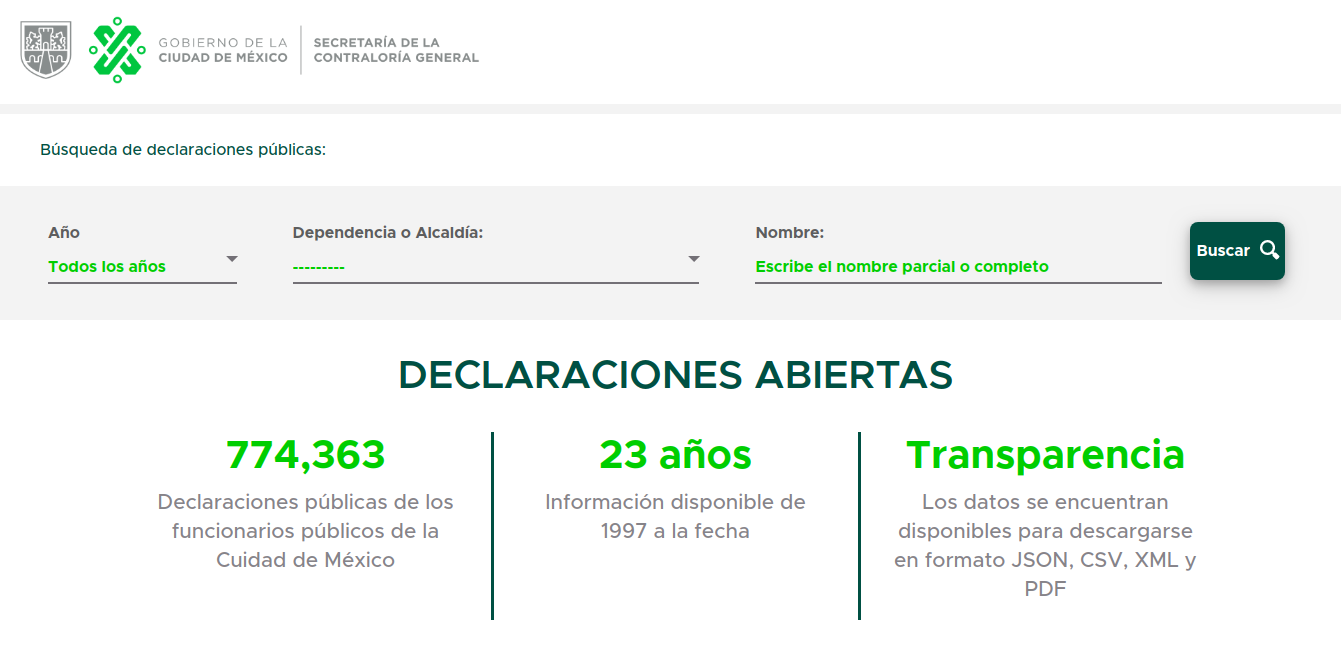 GOBIERNO DE LA
CIUDAD DE MÉXICO
SECRETARÍA DE LA
CONTRALORÍA GENERAL
Búsqueda de declaraciones públicas:
Año
Todos los años
Dependencia o Alcaldía:
---------
Nombre:
Escribe el nombre parcial o completo
Buscar
DECLARACIONES ABIERTAS
774,363
Declaraciones públicas de los
funcionarios públicos de la
Cuidad de México
23 años
Información disponible de
1997 a la fecha
Transparencia
Los datos se encuentran
disponibles para descargarse
en formato JSON, CSV, XML y
PDF